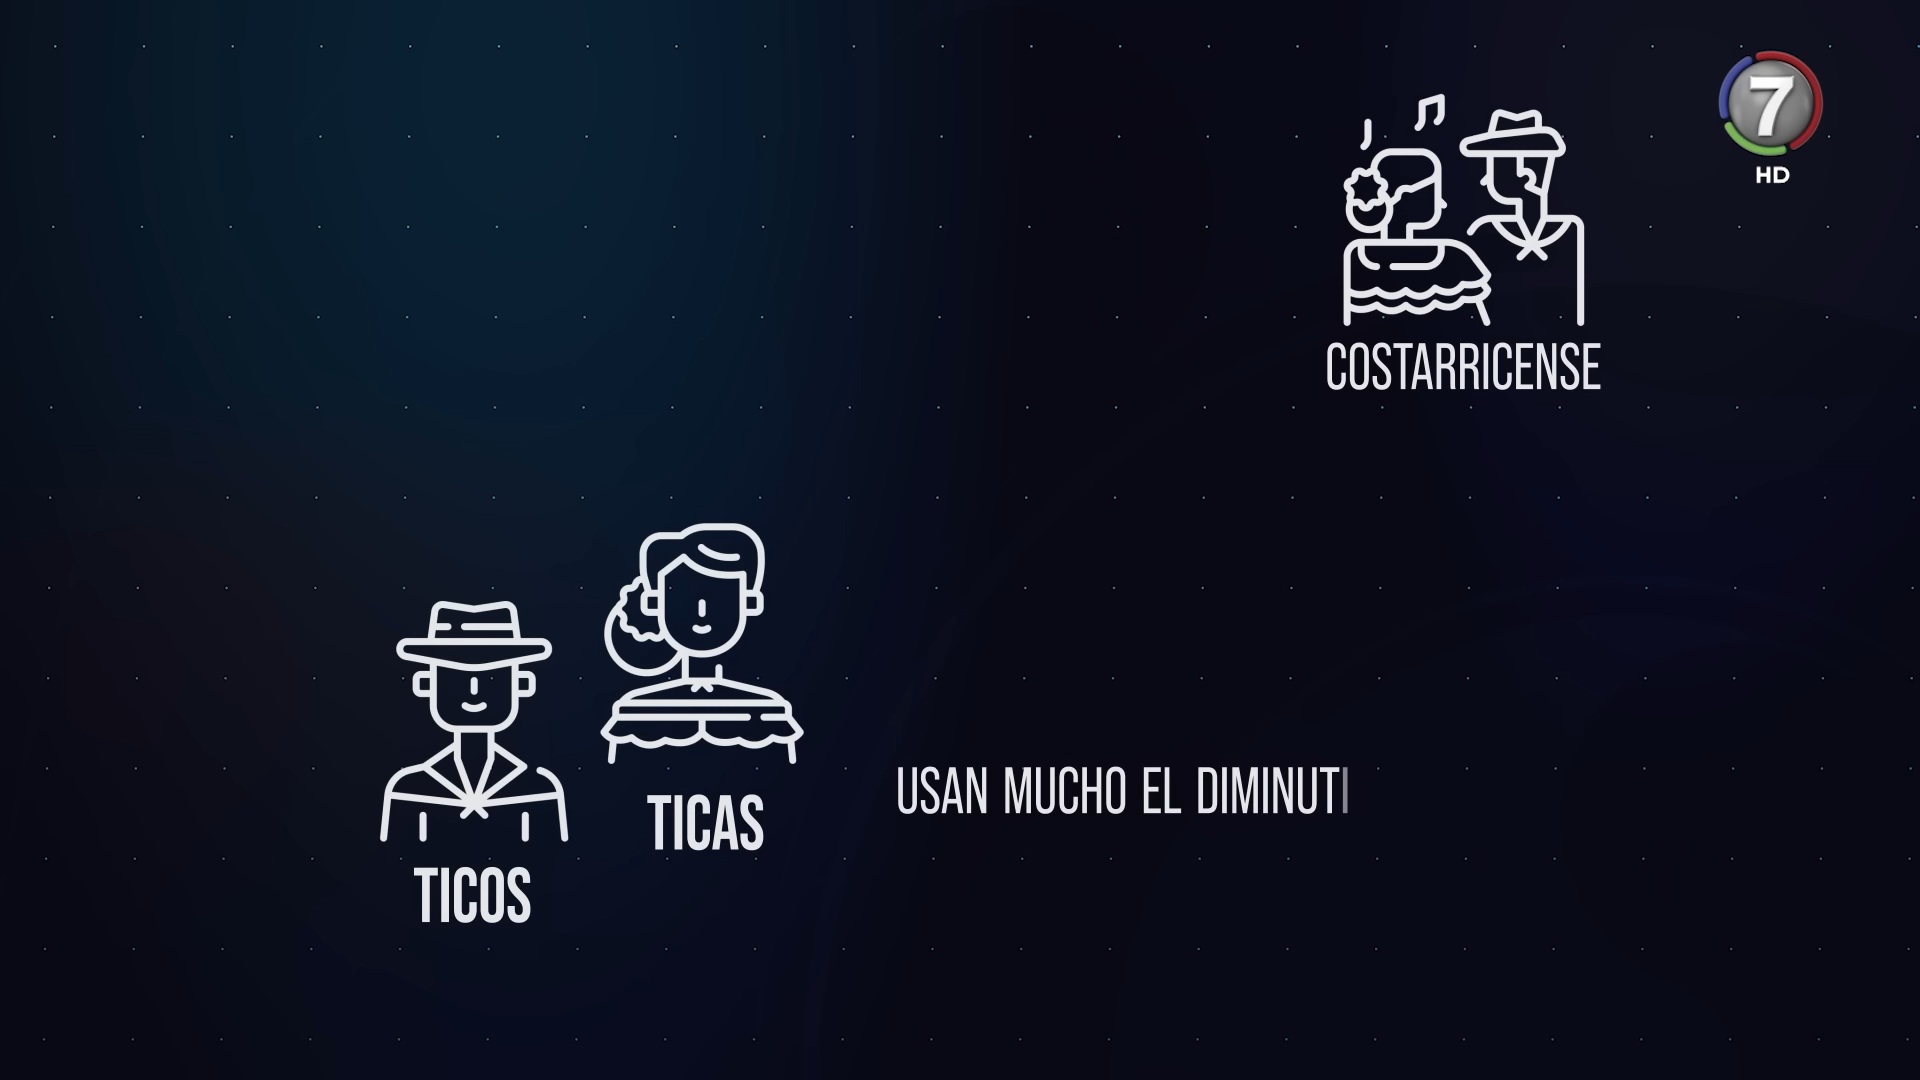 7
HD
COSTARRICENSE
TICAS
USAN MUCHO EL DIMINUTI
TICOS